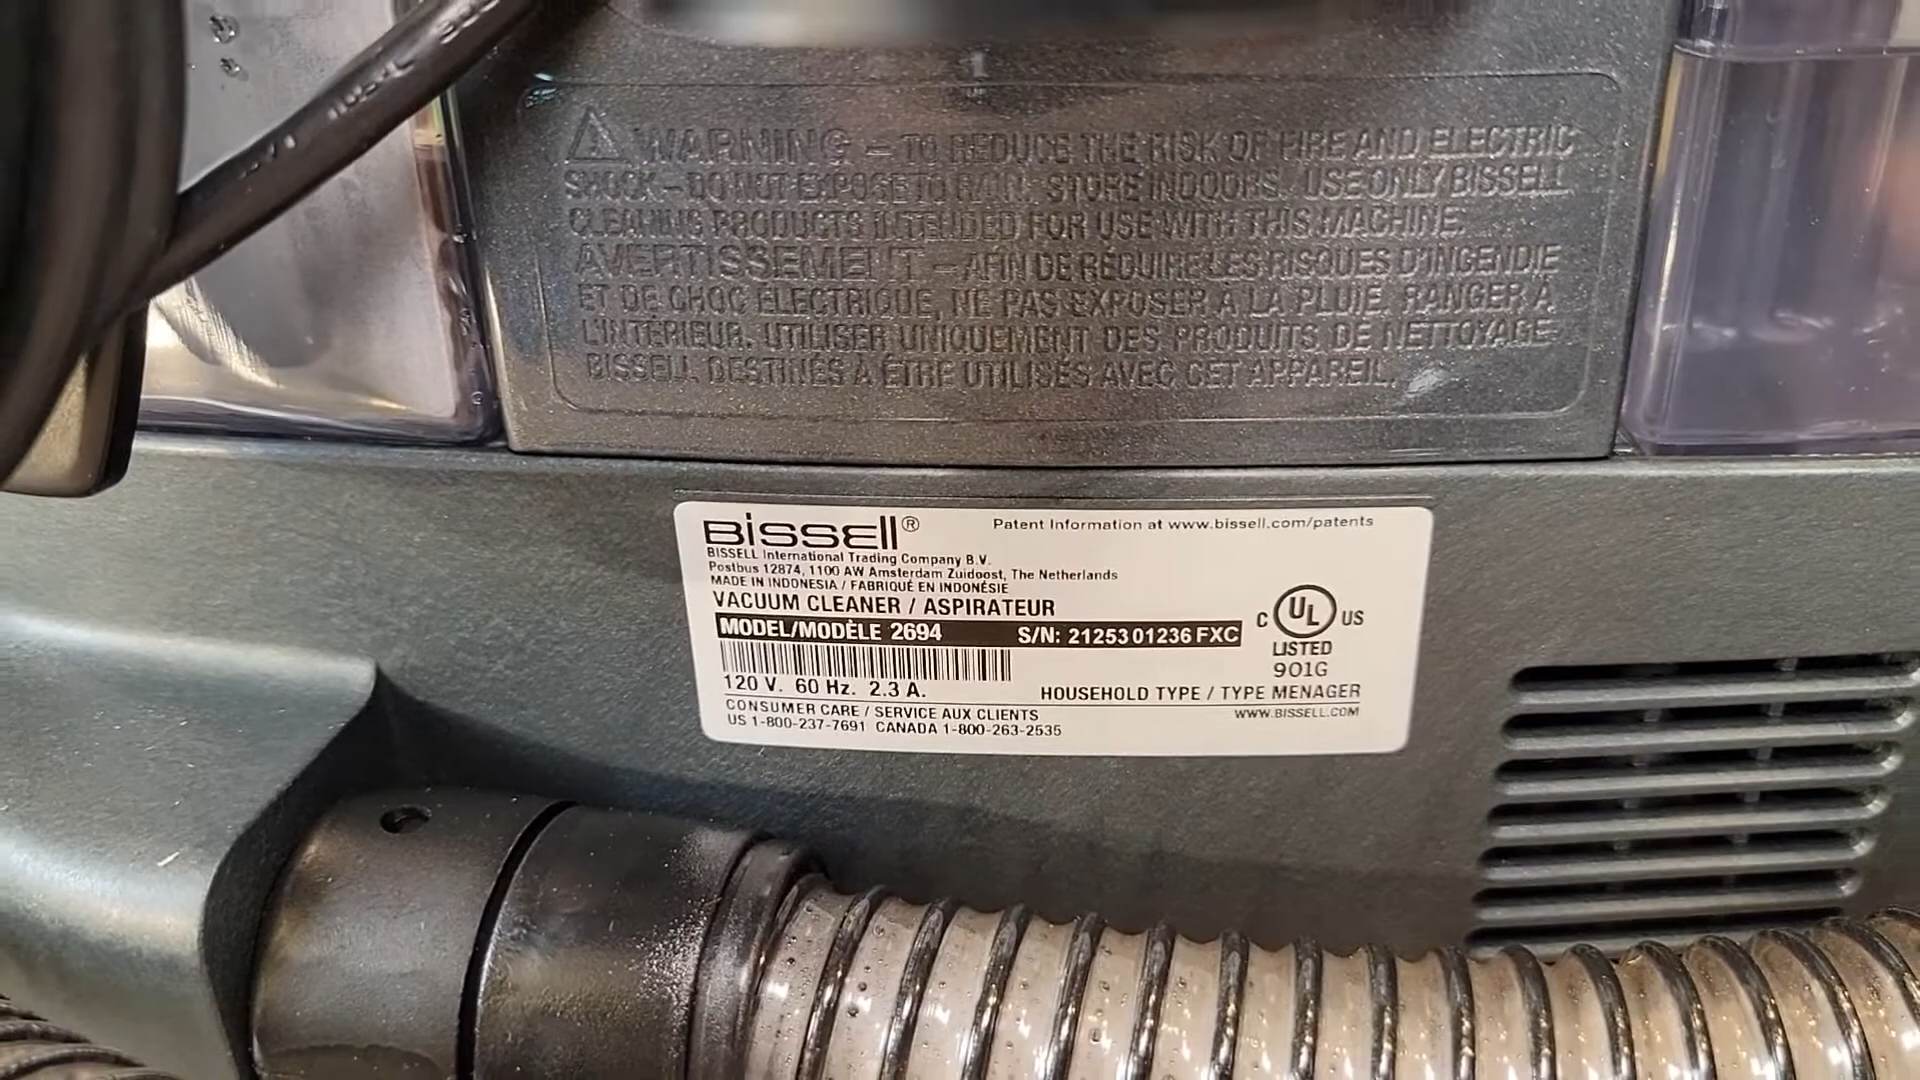 WARNING – TO REDUCE THE RISK OF FIRE AND ELECTRIC
SHOCK – DO NOT EXPOSE TO RAIN. STORE INDOORS. USE ONLY BISSELL
CLEANING PRODUCTS INTENDED FOR USE WITH THIS MACHINE.
AVERTISSEMENT – AFIN DE RÉDUIRE LES RISQUES D'INCENDIE
ET DE CHOC ÉLECTRIQUE, NE PAS EXPOSER À LA PLUIE. RANGER À
L'INTÉRIEUR. UTILISER UNIQUEMENT DES PRODUITS DE NETTOYAGE
BISSELL DESTINÉS À ÊTRE UTILISÉS AVEC CET APPAREIL.
BISSELL® Patent Information at www.bissell.com/patents
BISSELL International Trading Company B.V.
Postbus 12874, 1100 AW Amsterdam Zuidoost, The Netherlands
MADE IN INDONESIA / FABRIQUÉ EN INDONÉSIE
VACUUM CLEANER / ASPIRATEUR
MODEL/MODÈLE 2694 S/N: 2125301236FXC
C UL US
LISTED
901G
120 V. 60 Hz. 2.3 A.
HOUSEHOLD TYPE / TYPE MENAGER
CONSUMER CARE / SERVICE AUX CLIENTS
WWW.BISSELL.COM
US 1-800-237-7691 CANADA 1-800-263-2535